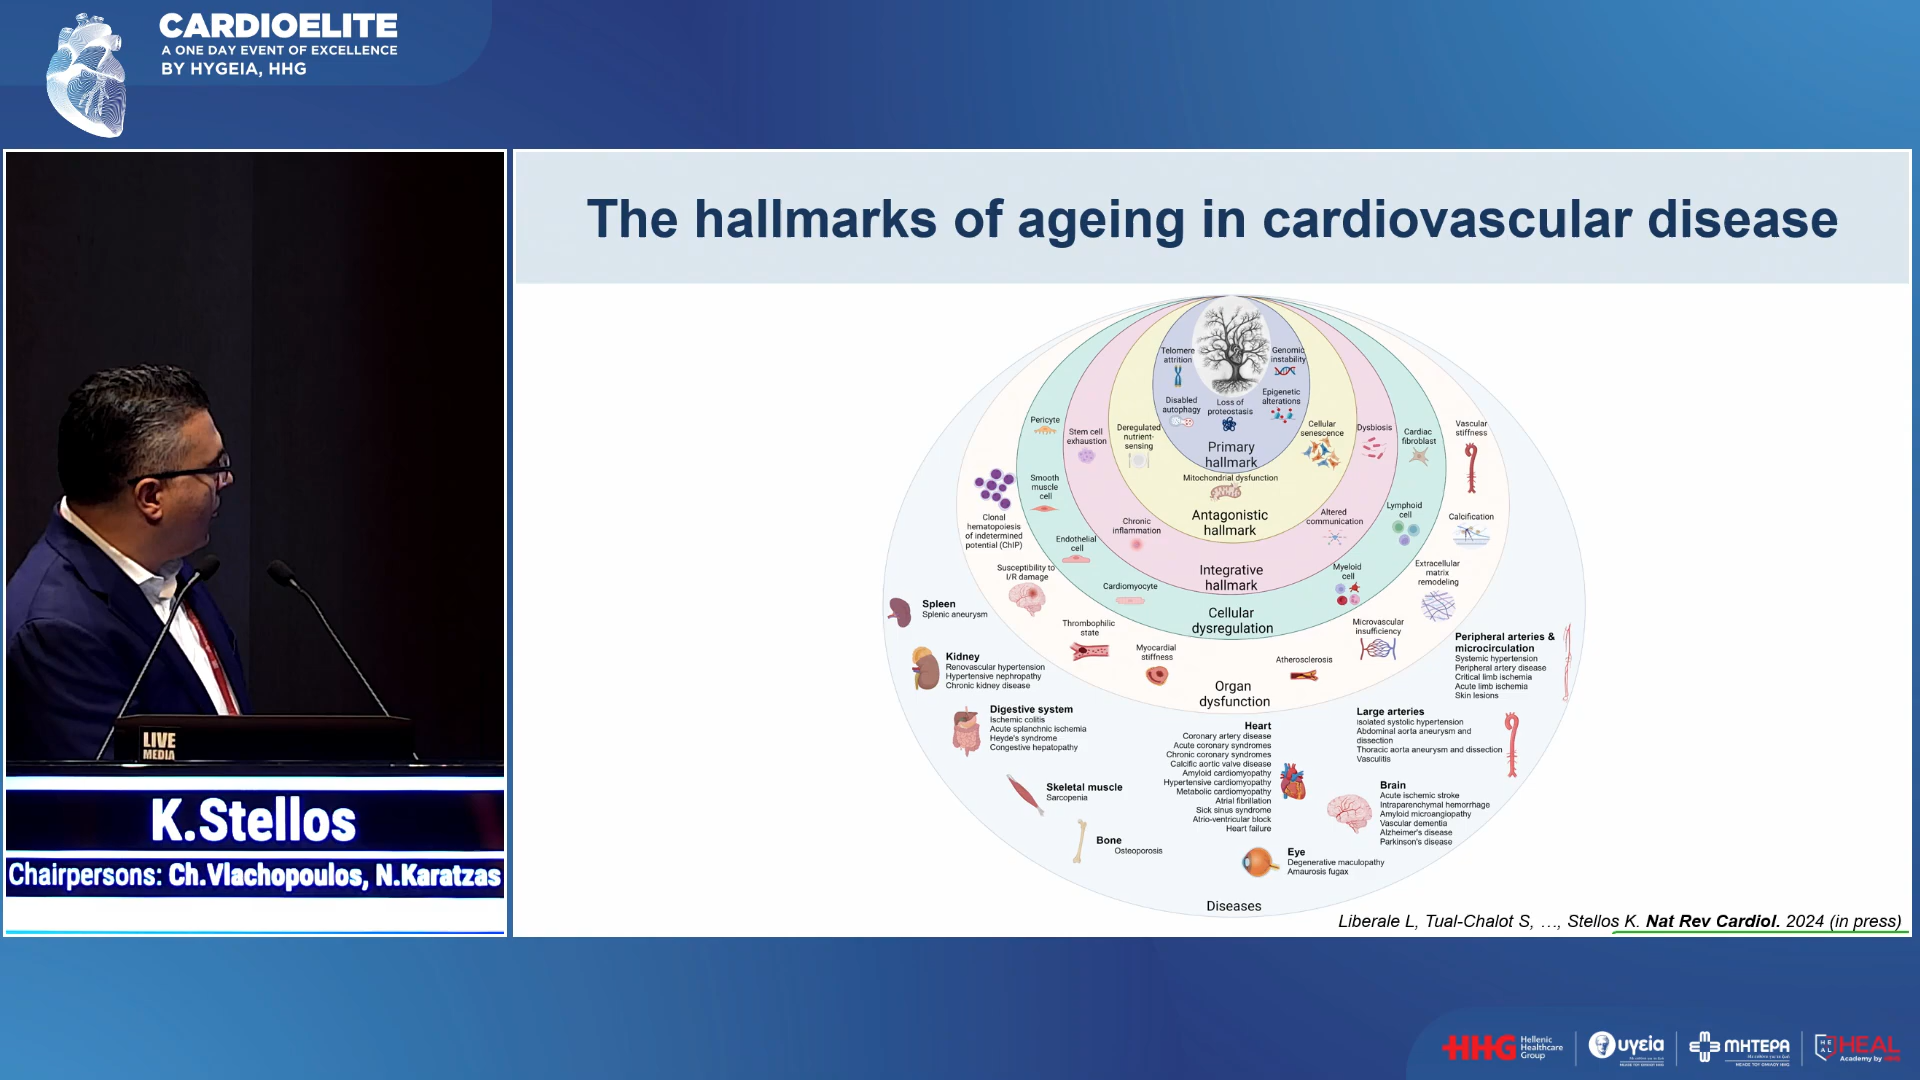 CARDIOELITE
A ONE DAY EVENT OF EXCELLENCE
BY HYGEIA, HHG
LIVE
MEDIA
K.Stellos
Chairpersons: Ch.Vlachopoulos, N.Karatzas
The hallmarks of ageing in cardiovascular disease
Telomere
attrition
Genomic
instability
Disabled
autophagy
Loss of
proteostasis
Epigenetic
alterations
Primary
hallmark
Deregulated
nutrient-
sensing
Cellular
senescence
Mitochondrial dysfunction
Antagonistic
hallmark
Stem cell
exhaustion
Dysbiosis
Chronic
inflammation
Altered
communication
Integrative
hallmark
Pericyte
Cardiac
fibroblast
Smooth
muscle
cell
Lymphoid
cell
Endothelial
cell
Myeloid
cell
Cardiomyocyte
Cellular
dysregulation
Vascular
stiffness
Clonal
hematopoiesis
of indetermined
potential (ChIP)
Calcification
Susceptibility to
I/R damage
Extracellular
matrix
remodeling
Thrombophilic
state
Microvascular
insufficiency
Myocardial
stiffness
Atherosclerosis
Organ
dysfunction
Spleen
Splenic aneurysm
Kidney
Renovascular hypertension
Hypertensive nephropathy
Chronic kidney disease
Digestive system
Ischemic colitis
Acute splanchnic ischemia
Heyde's syndrome
Congestive hepatopathy
Skeletal muscle
Sarcopenia
Bone
Osteoporosis
Heart
Coronary artery disease
Acute coronary syndromes
Chronic coronary syndromes
Calcific aortic valve disease
Amyloid cardiomyopathy
Hypertensive cardiomyopathy
Metabolic cardiomyopathy
Atrial fibrillation
Sick sinus syndrome
Atrio-ventricular block
Heart failure
Eye
Degenerative maculopathy
Amaurosis fugax
Peripheral arteries &
microcirculation
Systemic hypertension
Peripheral artery disease
Critical limb ischemia
Acute limb ischemia
Skin lesions
Large arteries
Isolated systolic hypertension
Abdominal aorta aneurysm and
dissection
Thoracic aorta aneurysm and dissection
Vasculitis
Brain
Acute ischemic stroke
Intraparenchymal hemorrhage
Amyloid microangiopathy
Vascular dementia
Alzheimer's disease
Parkinson's disease
Diseases
Liberale L, Tual-Chalot S, …, Stellos K. Nat Rev Cardiol. 2024 (in press)
HHG
Hellenic
Healthcare
Group
υγεία
ΜΗΤΕΡΑ
HEAL
HEAL
Academy by